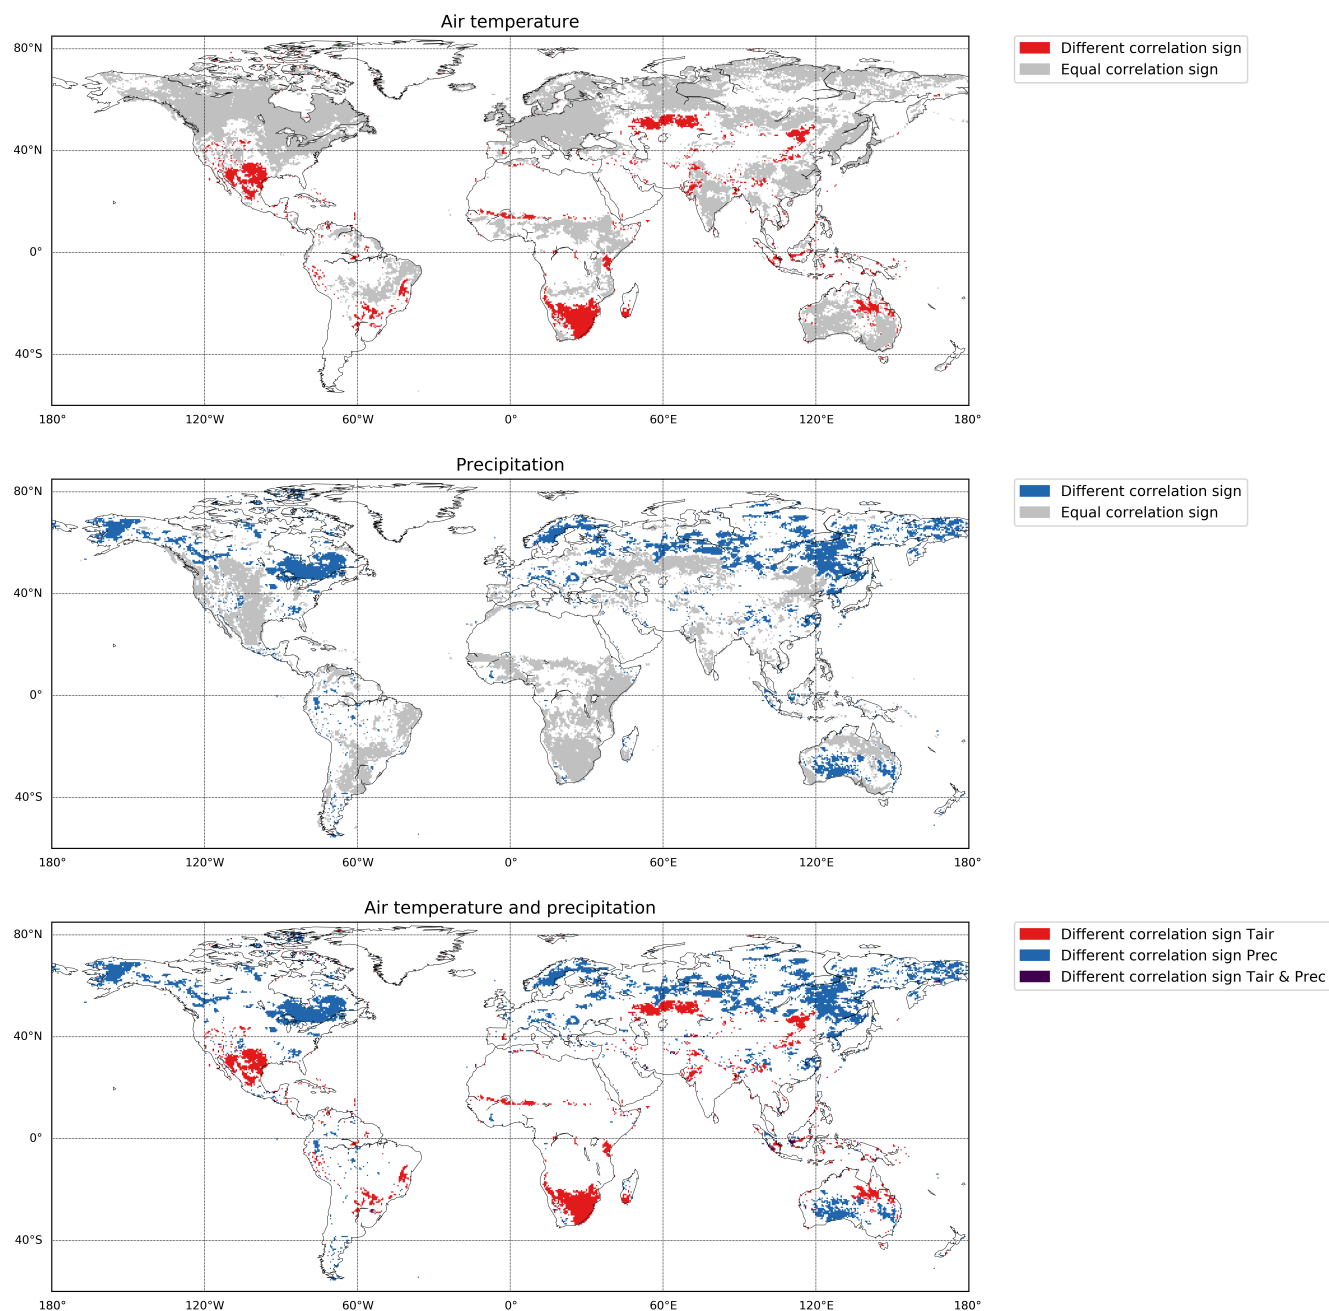 Air temperature
80°N
40°N
0°
40°S
180°
120°W
60°W
0°
60°E
120°E
180°
Different correlation sign
Equal correlation sign
Precipitation
80°N
40°N
0°
40°S
180°
120°W
60°W
0°
60°E
120°E
180°
Different correlation sign
Equal correlation sign
Air temperature and precipitation
80°N
40°N
0°
40°S
180°
120°W
60°W
0°
60°E
120°E
180°
Different correlation sign Tair
Different correlation sign Prec
Different correlation sign Tair & Prec